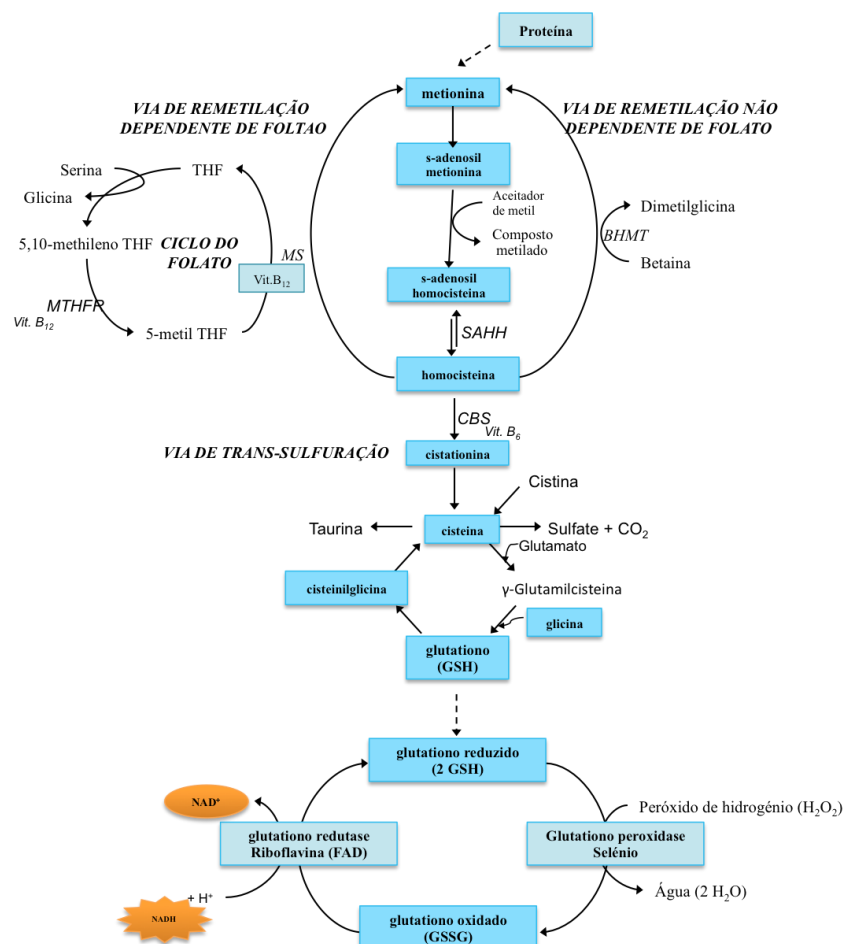 Proteína
metionina
VIA DE REMETILAÇÃO
DEPENDENTE DE FOLTAO
VIA DE REMETILAÇÃO NÃO
DEPENDENTE DE FOLATO
Serina
THF
Glicina
s-adenosil
metionina
Aceitador
de metil
Composto
metilado
Dimetilglicina
BHMT
Betaina
5,10-methileno THF
CICLO DO
FOLATO
MS
Vit.B₁₂
s-adenosil
homocisteina
MTHFR
Vit. B₁₂
5-metil THF
SAHH
homocisteina
CBS
Vit. B₆
VIA DE TRANS-SULFURAÇÃO
cistationina
Cistina
Taurina
cisteina
Sulfate + CO₂
Glutamato
cisteinilglicina
γ-Glutamilcisteina
glicina
glutationo
(GSH)
glutationo reduzido
(2 GSH)
NAD⁺
Peróxido de hidrogénio (H₂O₂)
glutationo redutase
Riboflavina (FAD)
Glutationo peroxidase
Selénio
+ H⁺
Água (2 H₂O)
NADH
glutationo oxidado
(GSSG)